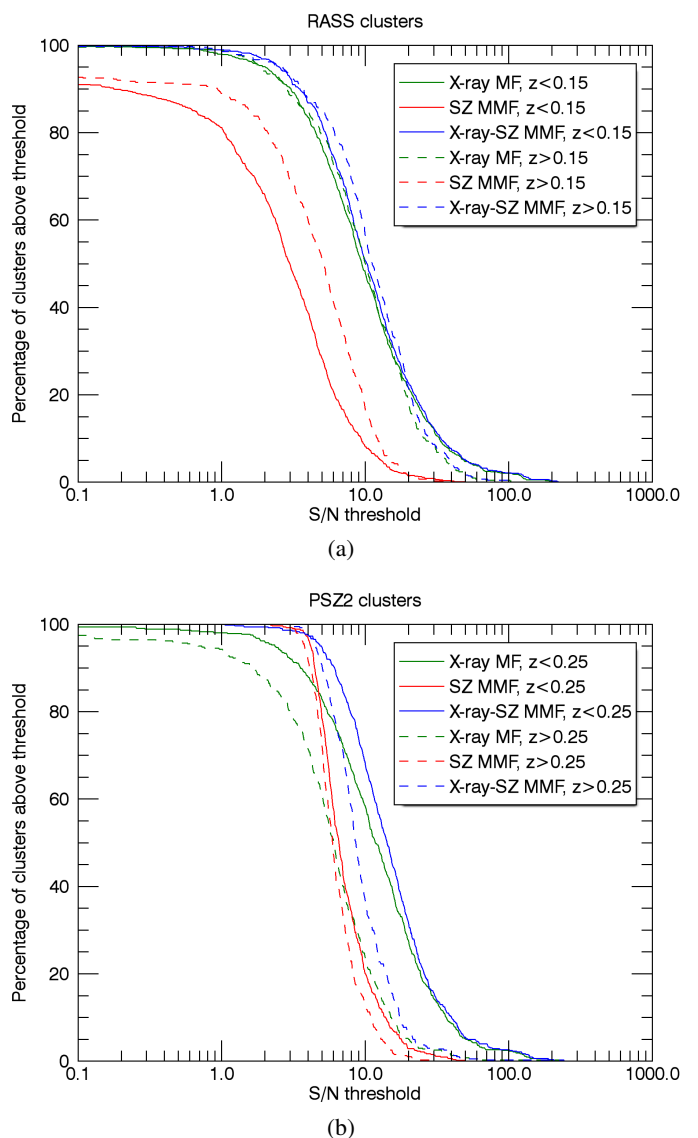 RASS clusters
Percentage of clusters above threshold
100
80
60
40
20
0
X-ray MF, z<0.15
SZ MMF, z<0.15
X-ray-SZ MMF, z<0.15
X-ray MF, z>0.15
SZ MMF, z>0.15
X-ray-SZ MMF, z>0.15
0.1 1.0 10.0 100.0 1000.0
S/N threshold
(a)
PSZ2 clusters
Percentage of clusters above threshold
100
80
60
40
20
0
X-ray MF, z<0.25
SZ MMF, z<0.25
X-ray-SZ MMF, z<0.25
X-ray MF, z>0.25
SZ MMF, z>0.25
X-ray-SZ MMF, z>0.25
0.1 1.0 10.0 100.0 1000.0
S/N threshold
(b)